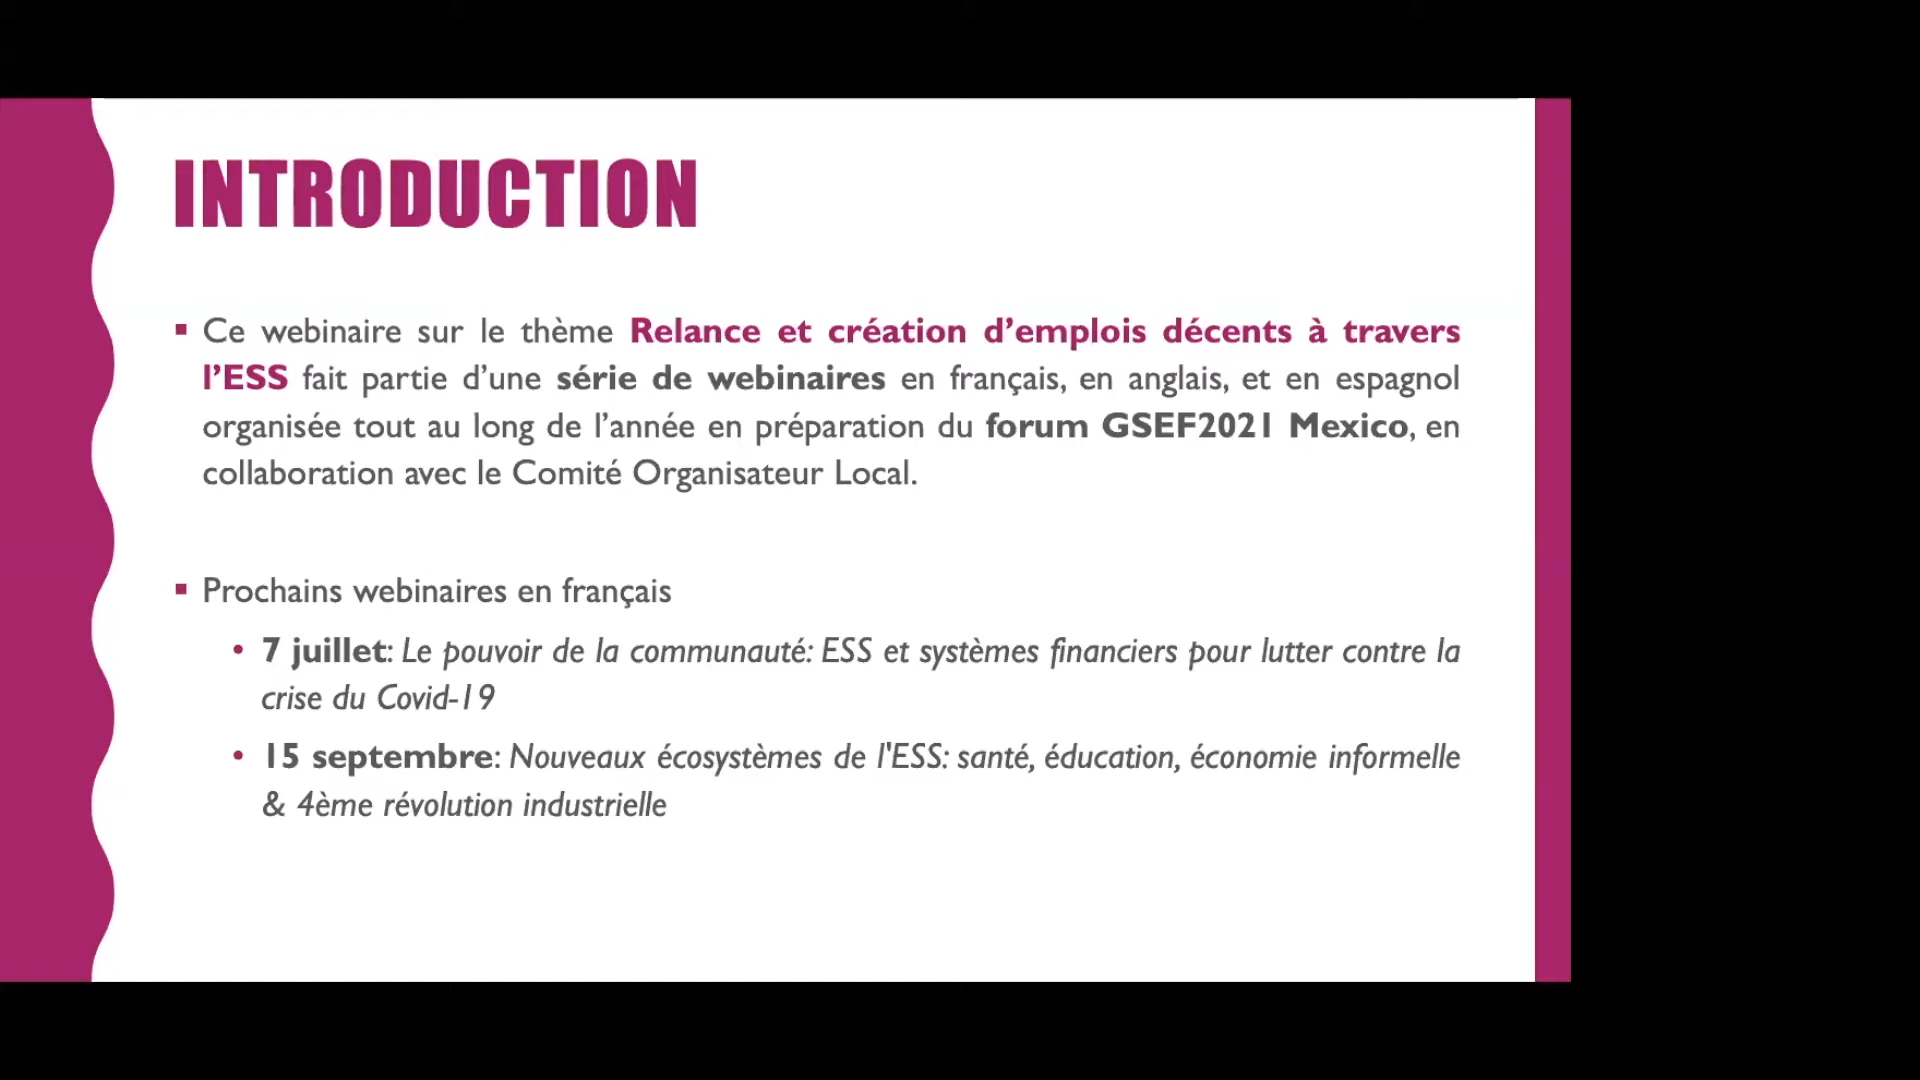 INTRODUCTION
▪ Ce webinaire sur le thème Relance et création d’emplois décents à travers
l’ESS fait partie d’une série de webinaires en français, en anglais, et en espagnol
organisée tout au long de l’année en préparation du forum GSEF2021 Mexico, en
collaboration avec le Comité Organisateur Local.
▪ Prochains webinaires en français
• 7 juillet: Le pouvoir de la communauté: ESS et systèmes financiers pour lutter contre la
crise du Covid-19
• 15 septembre: Nouveaux écosystèmes de l'ESS: santé, éducation, économie informelle
& 4ème révolution industrielle